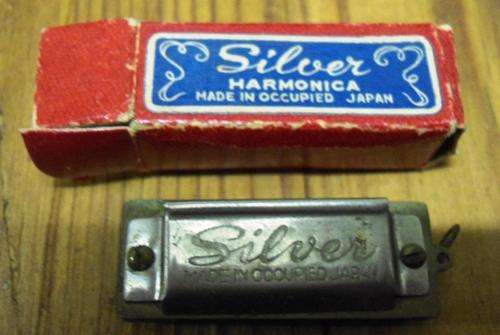 Silver
HARMONICA
MADE IN OCCUPIED JAPAN
Silver
MADE IN OCCUPIED JAPAN